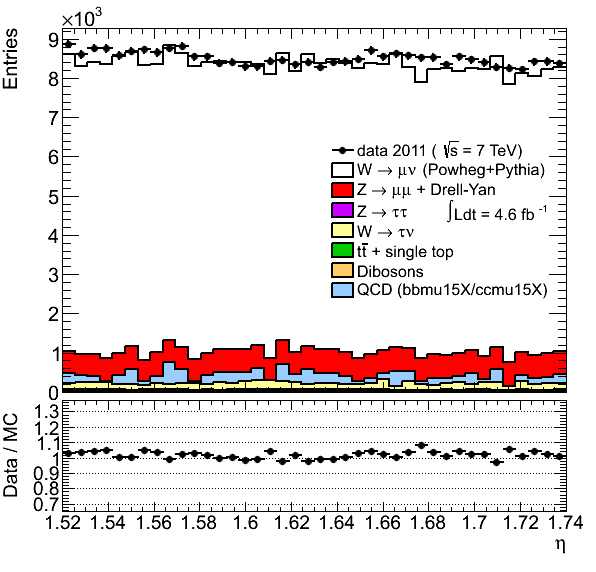 ×10³
Entries
9
8
7
6
5
4
3
2
1
0
data 2011 ( √s = 7 TeV)
W → μν (Powheg+Pythia)
Z → μμ + Drell-Yan
Z → ττ ∫Ldt = 4.6 fb⁻¹
W → τν
tt̄ + single top
Dibosons
QCD (bbmu15X/ccmu15X)
Data / MC
1.3
1.2
1.1
1
0.9
0.8
0.7
1.52 1.54 1.56 1.58 1.6 1.62 1.64 1.66 1.68 1.7 1.72 1.74
η